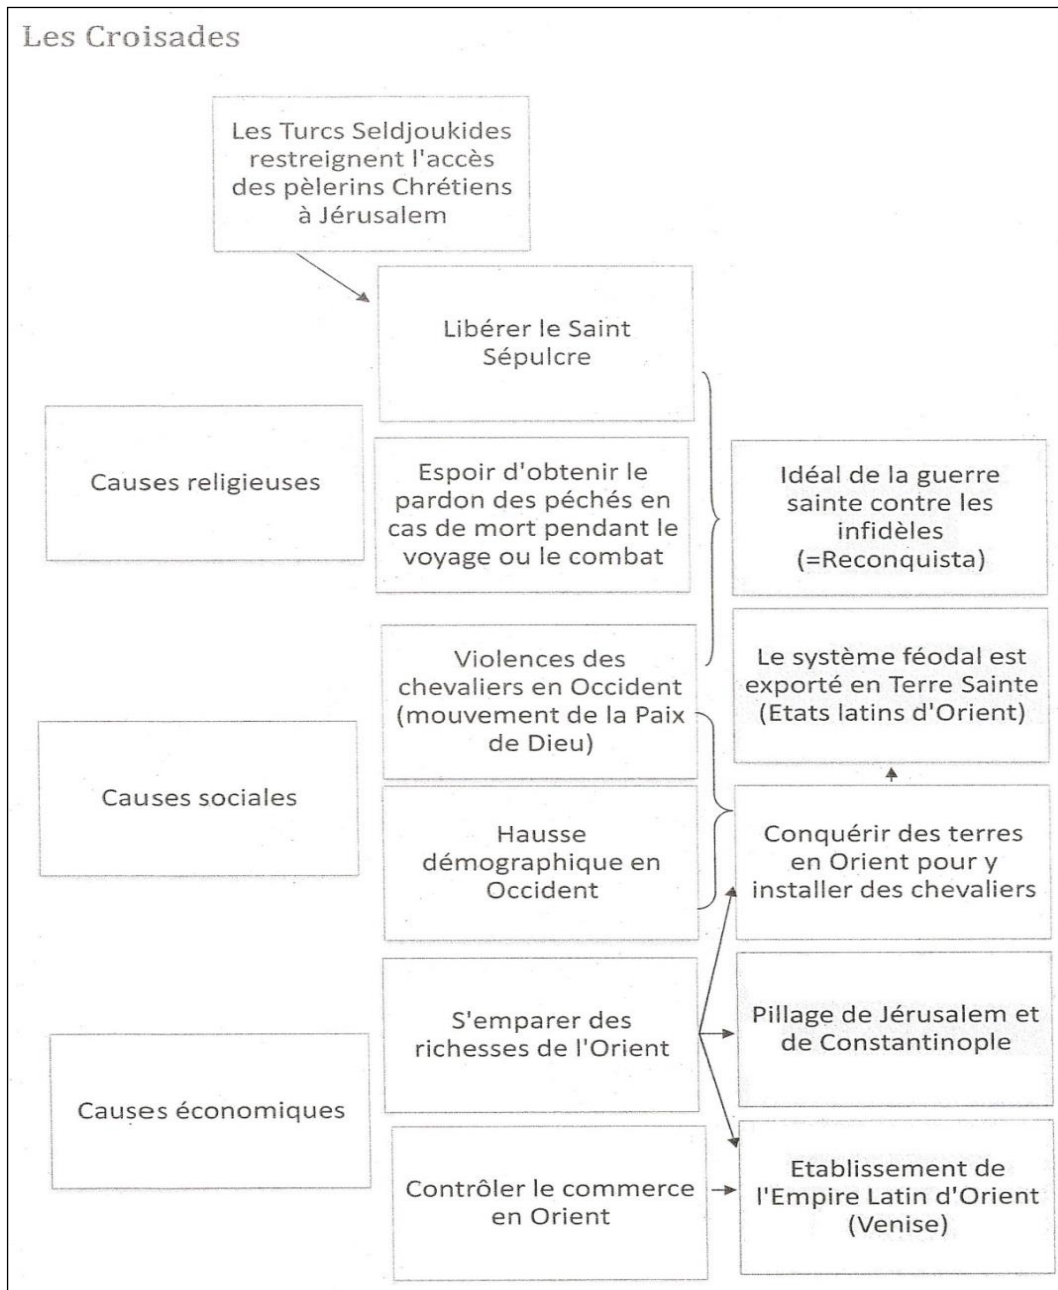 Les Croisades
Les Turcs Seldjoukides
restreignent l'accès
des pèlerins Chrétiens
à Jérusalem
Libérer le Saint
Sépulcre
Causes religieuses
Espoir d'obtenir le
pardon des péchés en
cas de mort pendant le
voyage ou le combat
Idéal de la guerre
sainte contre les
infidèles
(=Reconquista)
Violences des
chevaliers en Occident
(mouvement de la Paix
de Dieu)
Le système féodal est
exporté en Terre Sainte
(Etats latins d'Orient)
Causes sociales
Hausse
démographique en
Occident
Conquérir des terres
en Orient pour y
installer des chevaliers
S'emparer des
richesses de l'Orient
Pillage de Jérusalem et
de Constantinople
Causes économiques
Contrôler le commerce
en Orient
Etablissement de
l'Empire Latin d'Orient
(Venise)